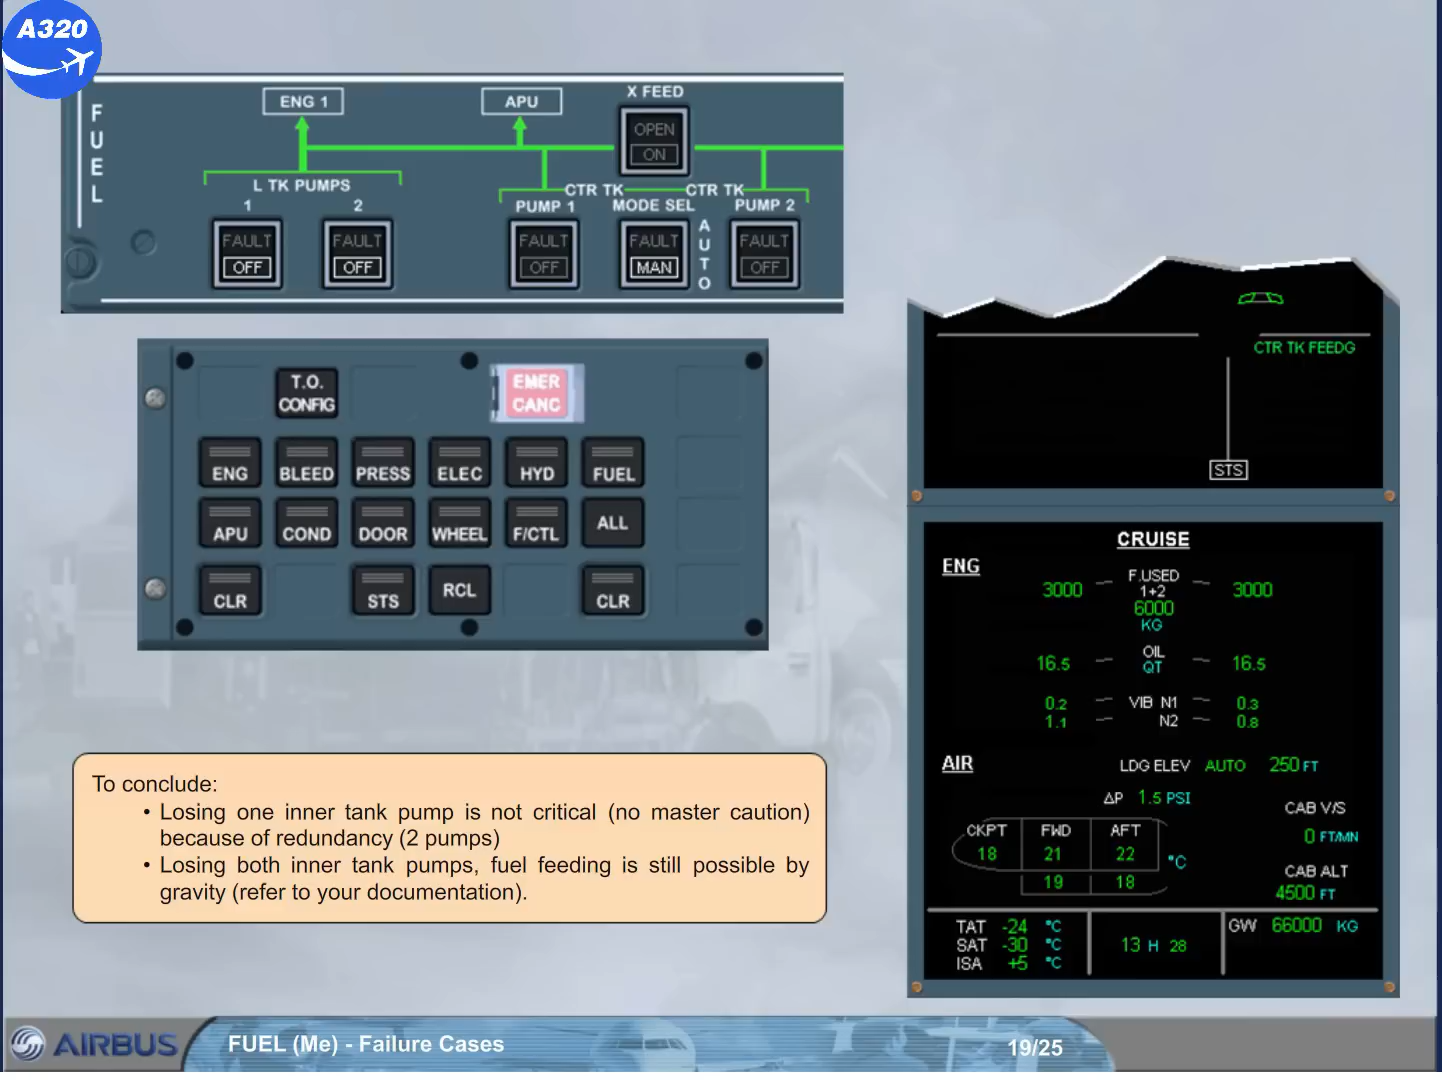 A320
FUEL
ENG 1
APU
X FEED
OPEN
ON
L TK PUMPS
1
2
CTR TK
CTR TK
PUMP 1
MODE SEL
PUMP 2
FAULT
OFF
FAULT
OFF
FAULT
OFF
FAULT
MAN
AUTO
FAULT
OFF
T.O.
CONFIG
EMER
CANC
ENG BLEED PRESS ELEC HYD FUEL
APU COND DOOR WHEEL F/CTL ALL
CLR STS RCL CLR
CTR TK FEEDG
STS
CRUISE
ENG
F.USED
3000 1+2 3000
6000
KG
OIL
16.5 QT 16.5
0.2 VIB N1 0.3
1.1 N2 0.8
AIR
LDG ELEV AUTO 250 FT
ΔP 1.5 PSI
CAB V/S
0 FT/MN
CKPT FWD AFT
18 21 22 °C
19 18
CAB ALT
4500 FT
TAT -24 °C
SAT -30 °C
ISA +5 °C
13 H 28
GW 66000 KG
To conclude:
• Losing one inner tank pump is not critical (no master caution)
because of redundancy (2 pumps)
• Losing both inner tank pumps, fuel feeding is still possible by
gravity (refer to your documentation).
AIRBUS
FUEL (Me) - Failure Cases
19/25